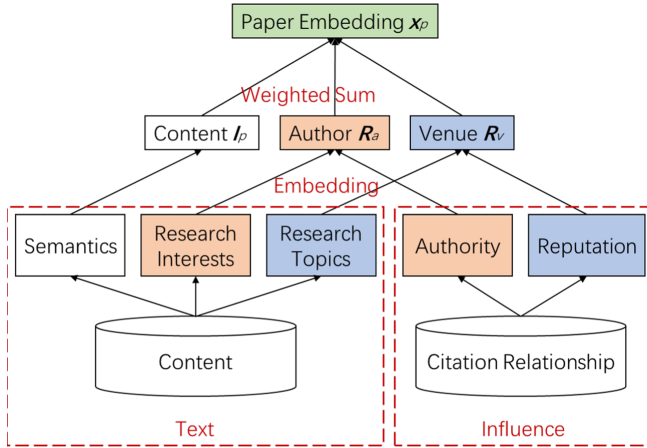 Paper Embedding xp
Weighted Sum
Content Ip
Author Ra
Venue Rv
Embedding
Semantics
Research
Interests
Research
Topics
Authority
Reputation
Content
Citation Relationship
Text
Influence